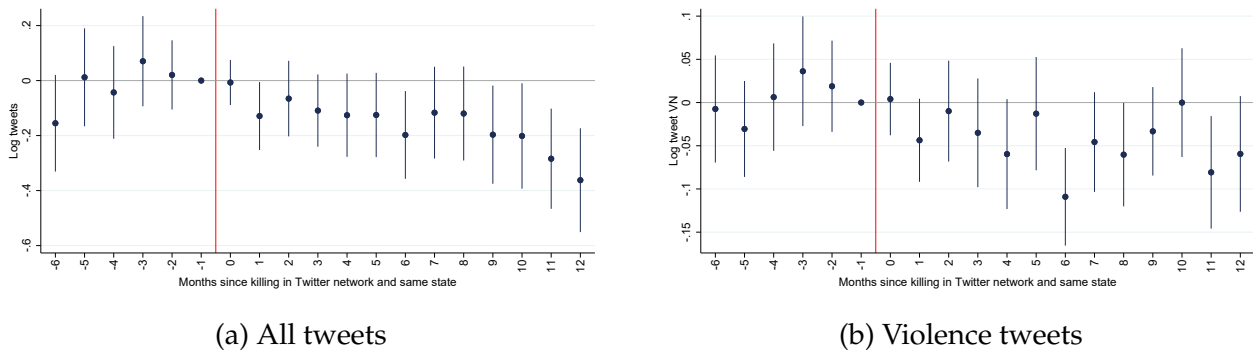 .2
0
-.2
-.4
-.6
Log tweets
-6 -5 -4 -3 -2 -1 0 1 2 3 4 5 6 7 8 9 10 11 12
Months since killing in Twitter network and same state
(a) All tweets
.1
.05
0
-.05
-.1
-.15
Log tweet VN
-6 -5 -4 -3 -2 -1 0 1 2 3 4 5 6 7 8 9 10 11 12
Months since killing in Twitter network and same state
(b) Violence tweets